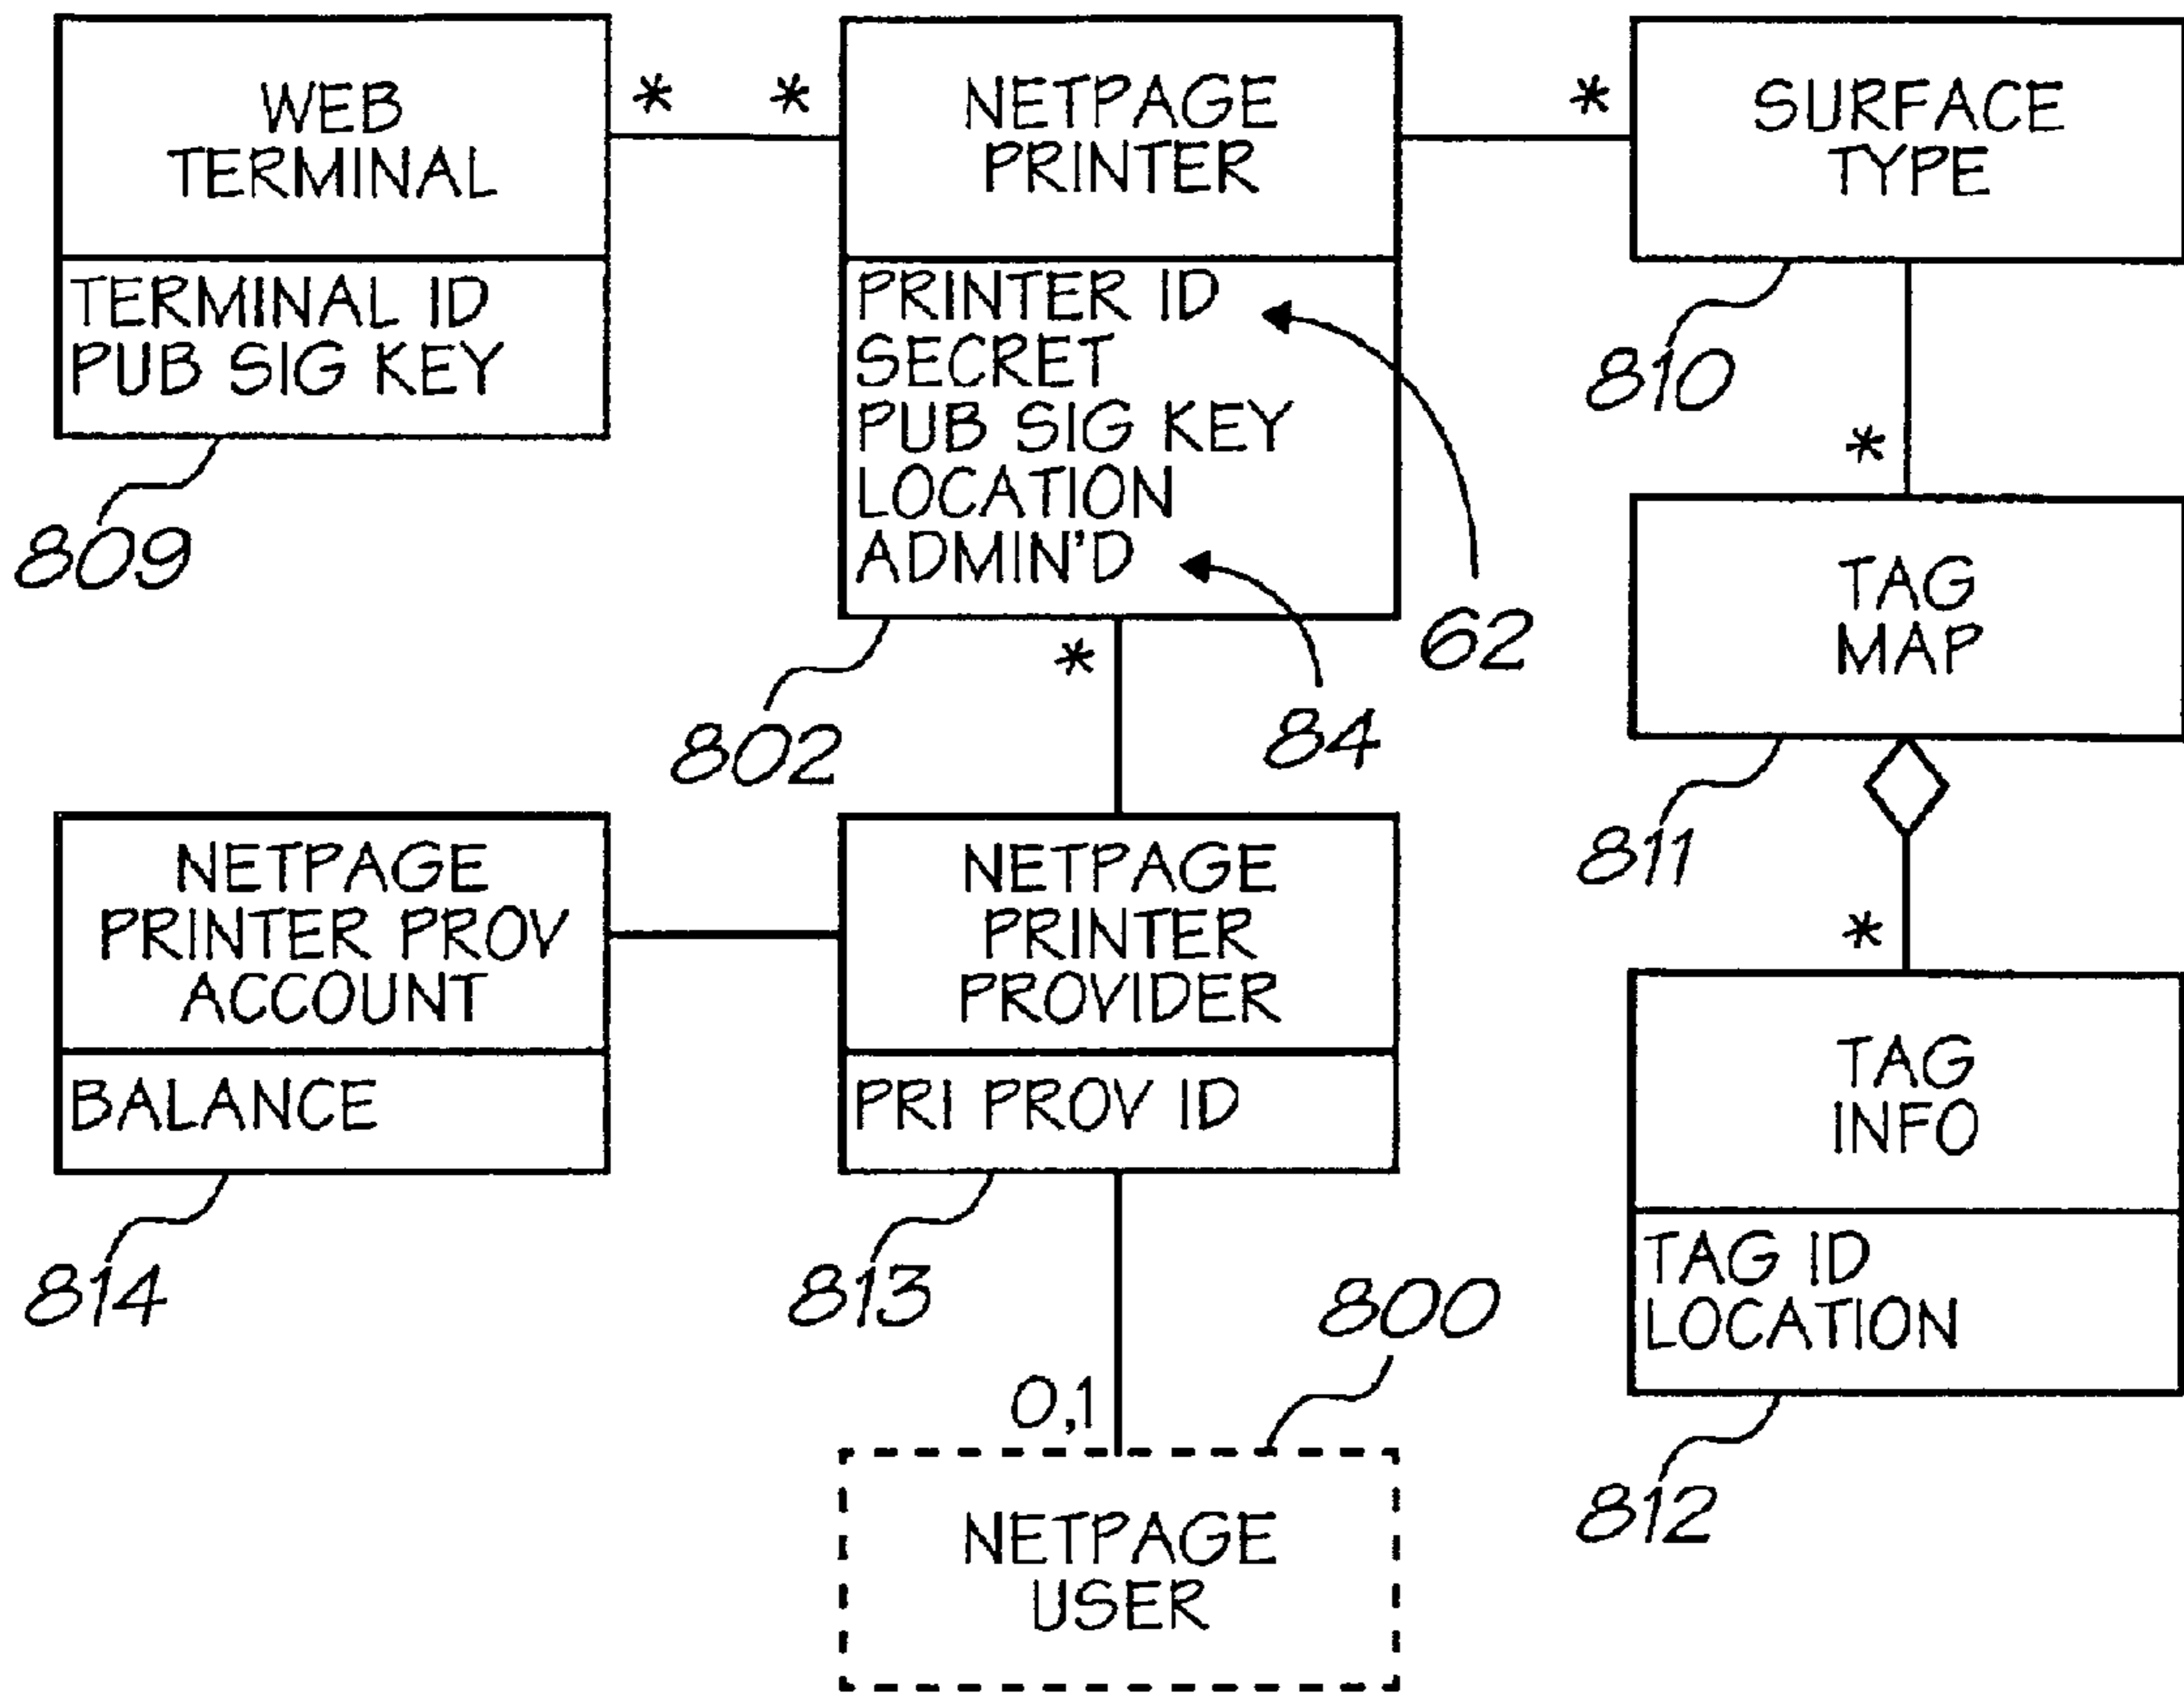 WEB
TERMINAL
* *
NETPAGE
PRINTER
*
SURFACE
TYPE
TERMINAL ID
PUB SIG KEY
809
PRINTER ID
SECRET
PUB SIG KEY
LOCATION
ADMIN'D
62
84
802
*
810
*
TAG
MAP
811
*
NETPAGE
PRINTER PROV
ACCOUNT
BALANCE
814
NETPAGE
PRINTER
PROVIDER
PRI PROV ID
813
TAG
INFO
TAG ID
LOCATION
812
800
0,1
NETPAGE
USER